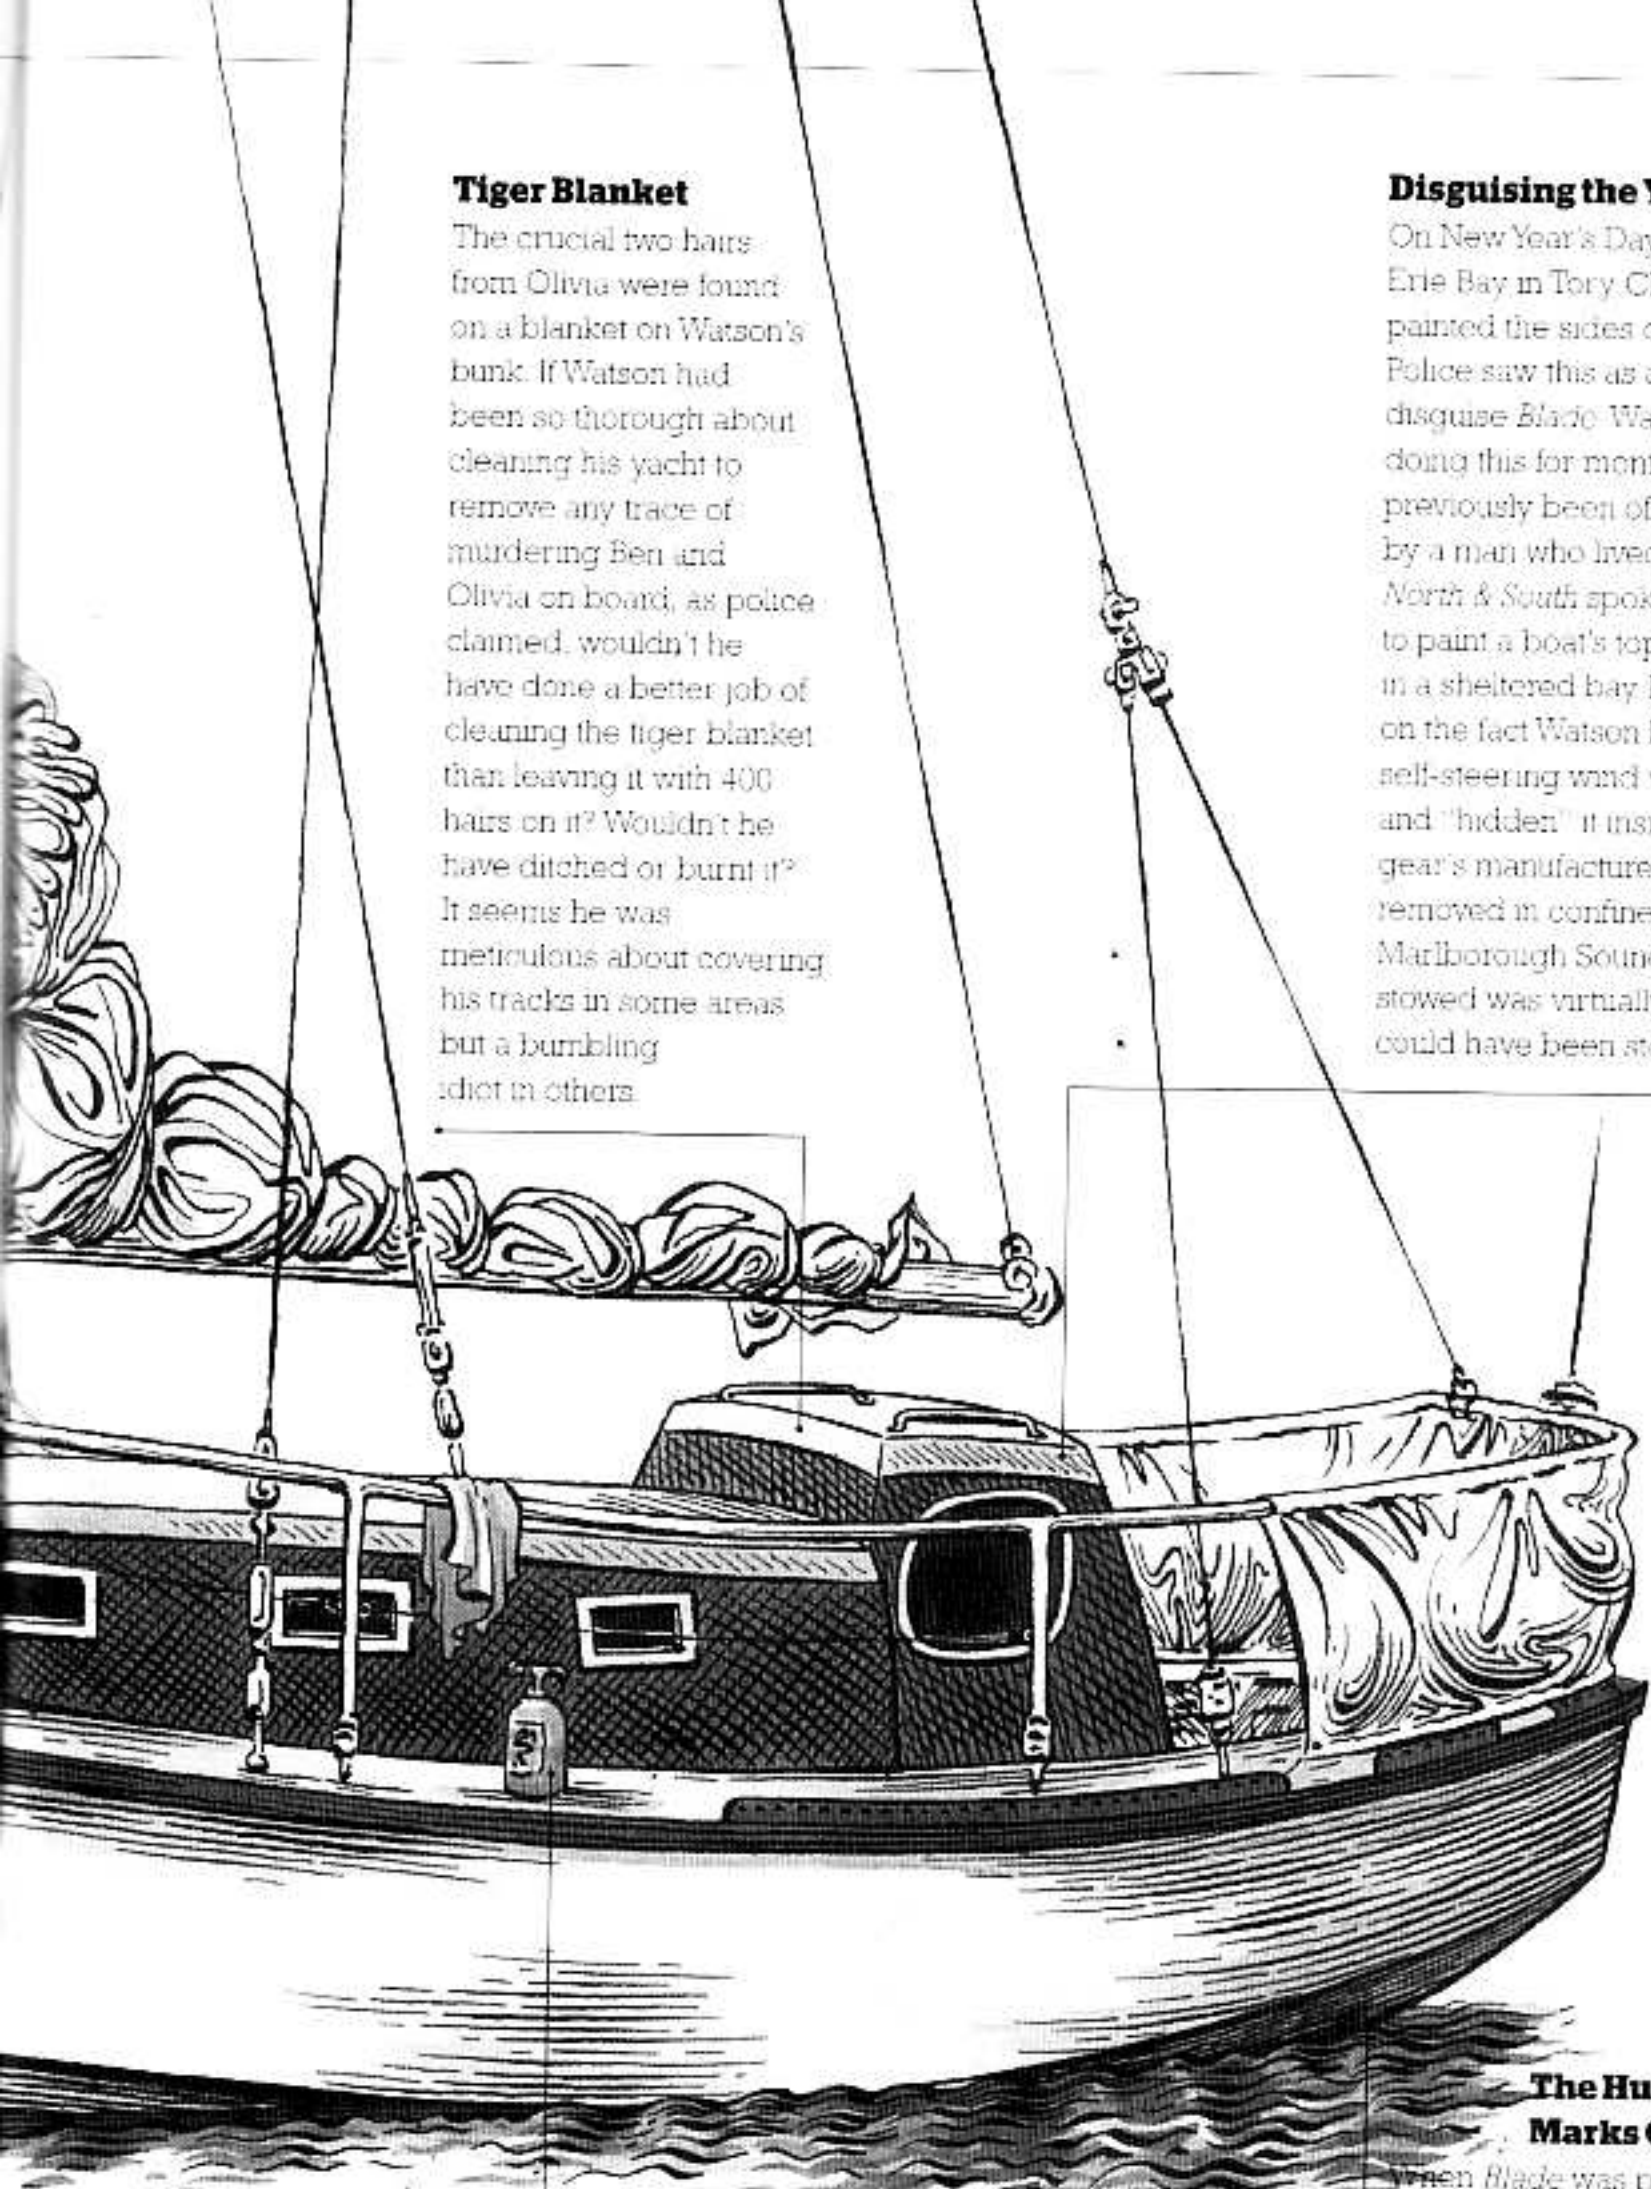 Tiger Blanket
The crucial two hairs
from Olivia were found
on a blanket on Watson's
bunk. If Watson had
been so thorough about
cleaning his yacht to
remove any trace of
murdering Ben and
Olivia on board, as police
claimed, wouldn't he
have done a better job of
cleaning the tiger blanket
than leaving it with 400
hairs on it? Wouldn't he
have ditched or burnt it?
It seems he was
meticulous about covering
his tracks in some areas
but a bumbling
idiot in others.
Disguising the
On New Year's Day
Erie Bay in Tory
painted the sides
Police saw this as
disguise Blade.
doing this for
previously been
by a man who lived
North & South
to paint a boat's
in a sheltered bay
on the fact Watson
self-steering wind
and "hidden" it
gear's
removed in
Marlborough
stowed was
could have been
The
Marks
When Blade was